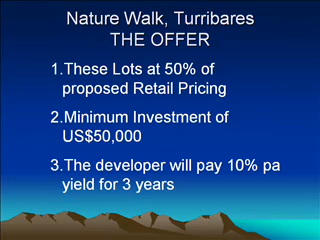 Nature Walk, Turribares
THE OFFER
1.These Lots at 50% of
proposed Retail Pricing
2.Minimum Investment of
US$50,000
3.The developer will pay 10% pa
yield for 3 years